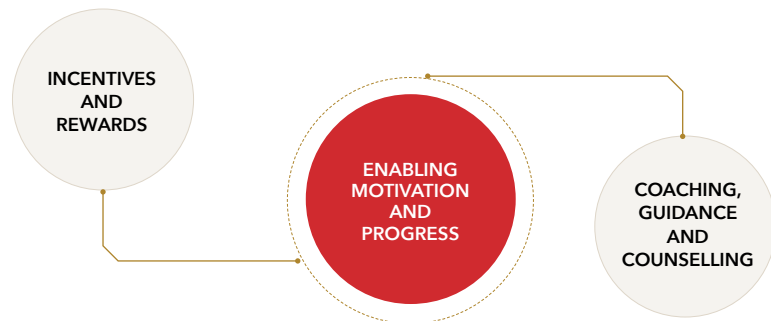 INCENTIVES
AND
REWARDS
ENABLING
MOTIVATION
AND
PROGRESS
COACHING,
GUIDANCE
AND
COUNSELLING